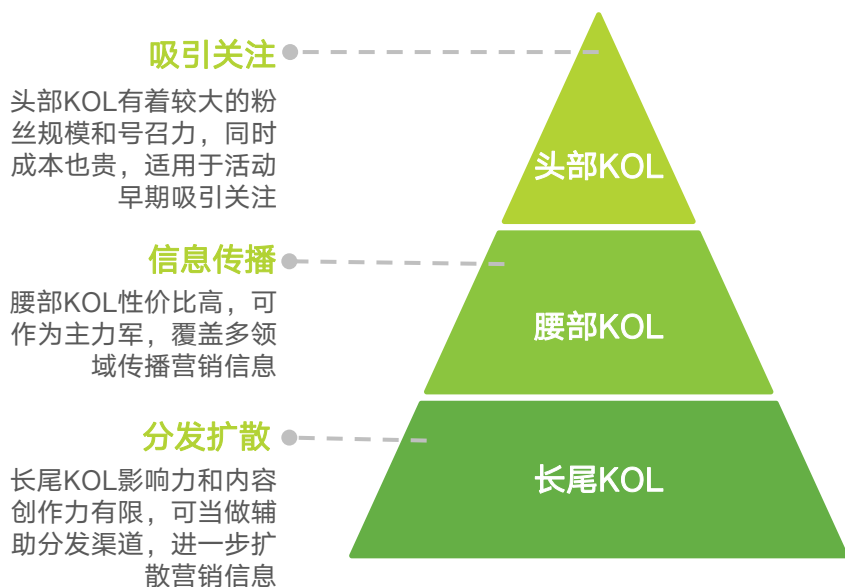 吸引关注
头部KOL有着较大的粉
丝规模和号召力，同时
成本也贵，适用于活动
早期吸引关注
头部KOL
信息传播
腰部KOL性价比高，可
作为主力军，覆盖多领
域传播营销信息
腰部KOL
分发扩散
长尾KOL影响力和内容
创作力有限，可当做辅
助分发渠道，进一步扩
散营销信息
长尾KOL